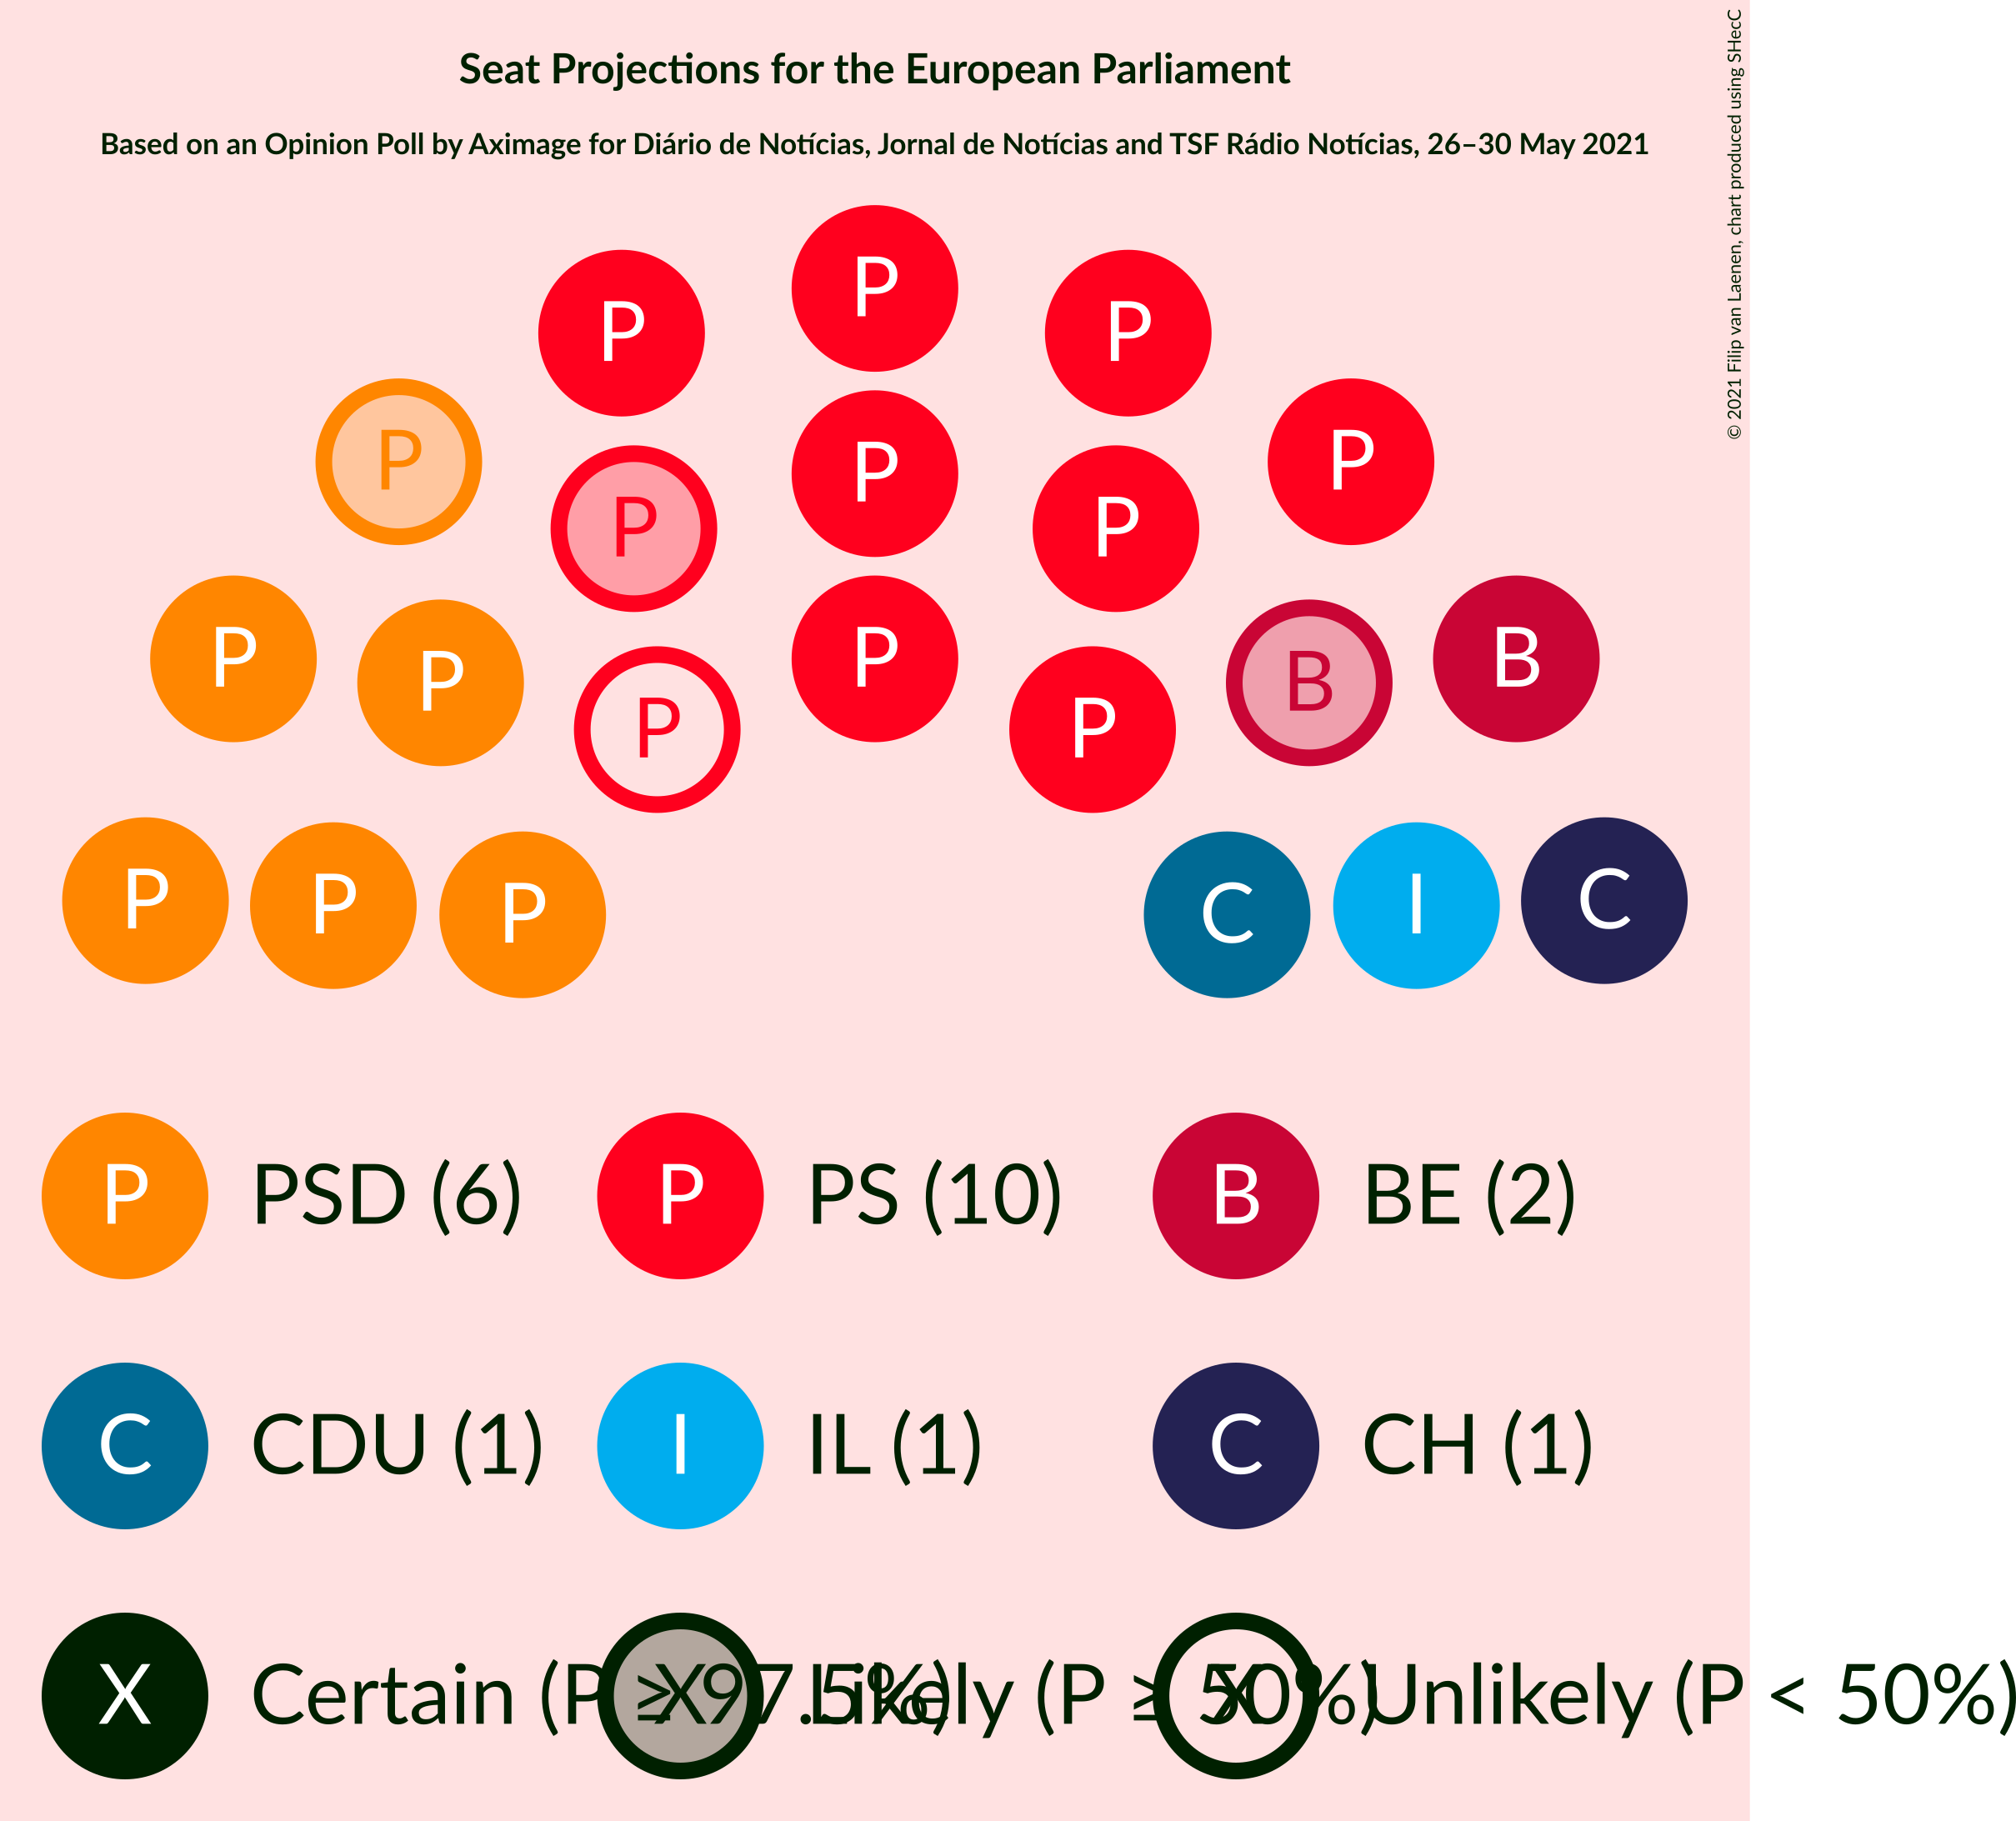 Seat Projections for the European Parliament
Based on an Opinion Poll by Aximage for Diário de Notícias, Jornal de Notícias and TSF Rádio Notícias, 26–30 May 2021
© 2021 Filip van Laenen, chart produced using SHecC
P
P P
P P
P
P P
P
P B
P B
P P
P P
P P P C I C
P PSD (6) P PS (10) B BE (2)
C CDU (1) I IL (1) C CH (1)
X Certain (P ≥ 97.5%) X Likely (P ≥ 50%) X Unlikely (P < 50%)